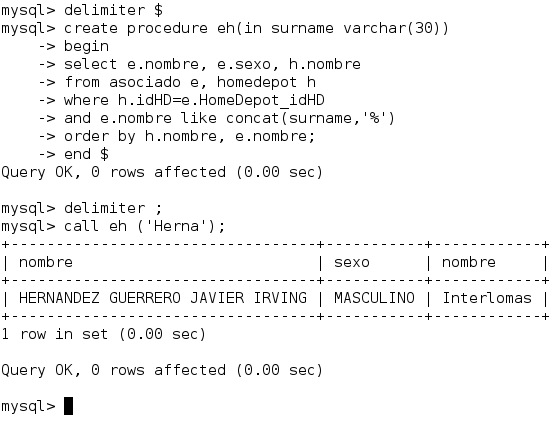 mysql> delimiter $
mysql> create procedure eh(in surname varchar(30))
    -> begin
    -> select e.nombre, e.sexo, h.nombre
    -> from asociado e, homedepot h
    -> where h.idHD=e.HomeDepot_idHD
    -> and e.nombre like concat(surname,'%')
    -> order by h.nombre, e.nombre;
    -> end $
Query OK, 0 rows affected (0.00 sec)

mysql> delimiter ;
mysql> call eh ('Herna');
+---------------------------------+-----------+------------+
| nombre                          | sexo      | nombre     |
+---------------------------------+-----------+------------+
| HERNANDEZ GUERRERO JAVIER IRVING | MASCULINO | Interlomas |
+---------------------------------+-----------+------------+
1 row in set (0.00 sec)

Query OK, 0 rows affected (0.00 sec)

mysql>